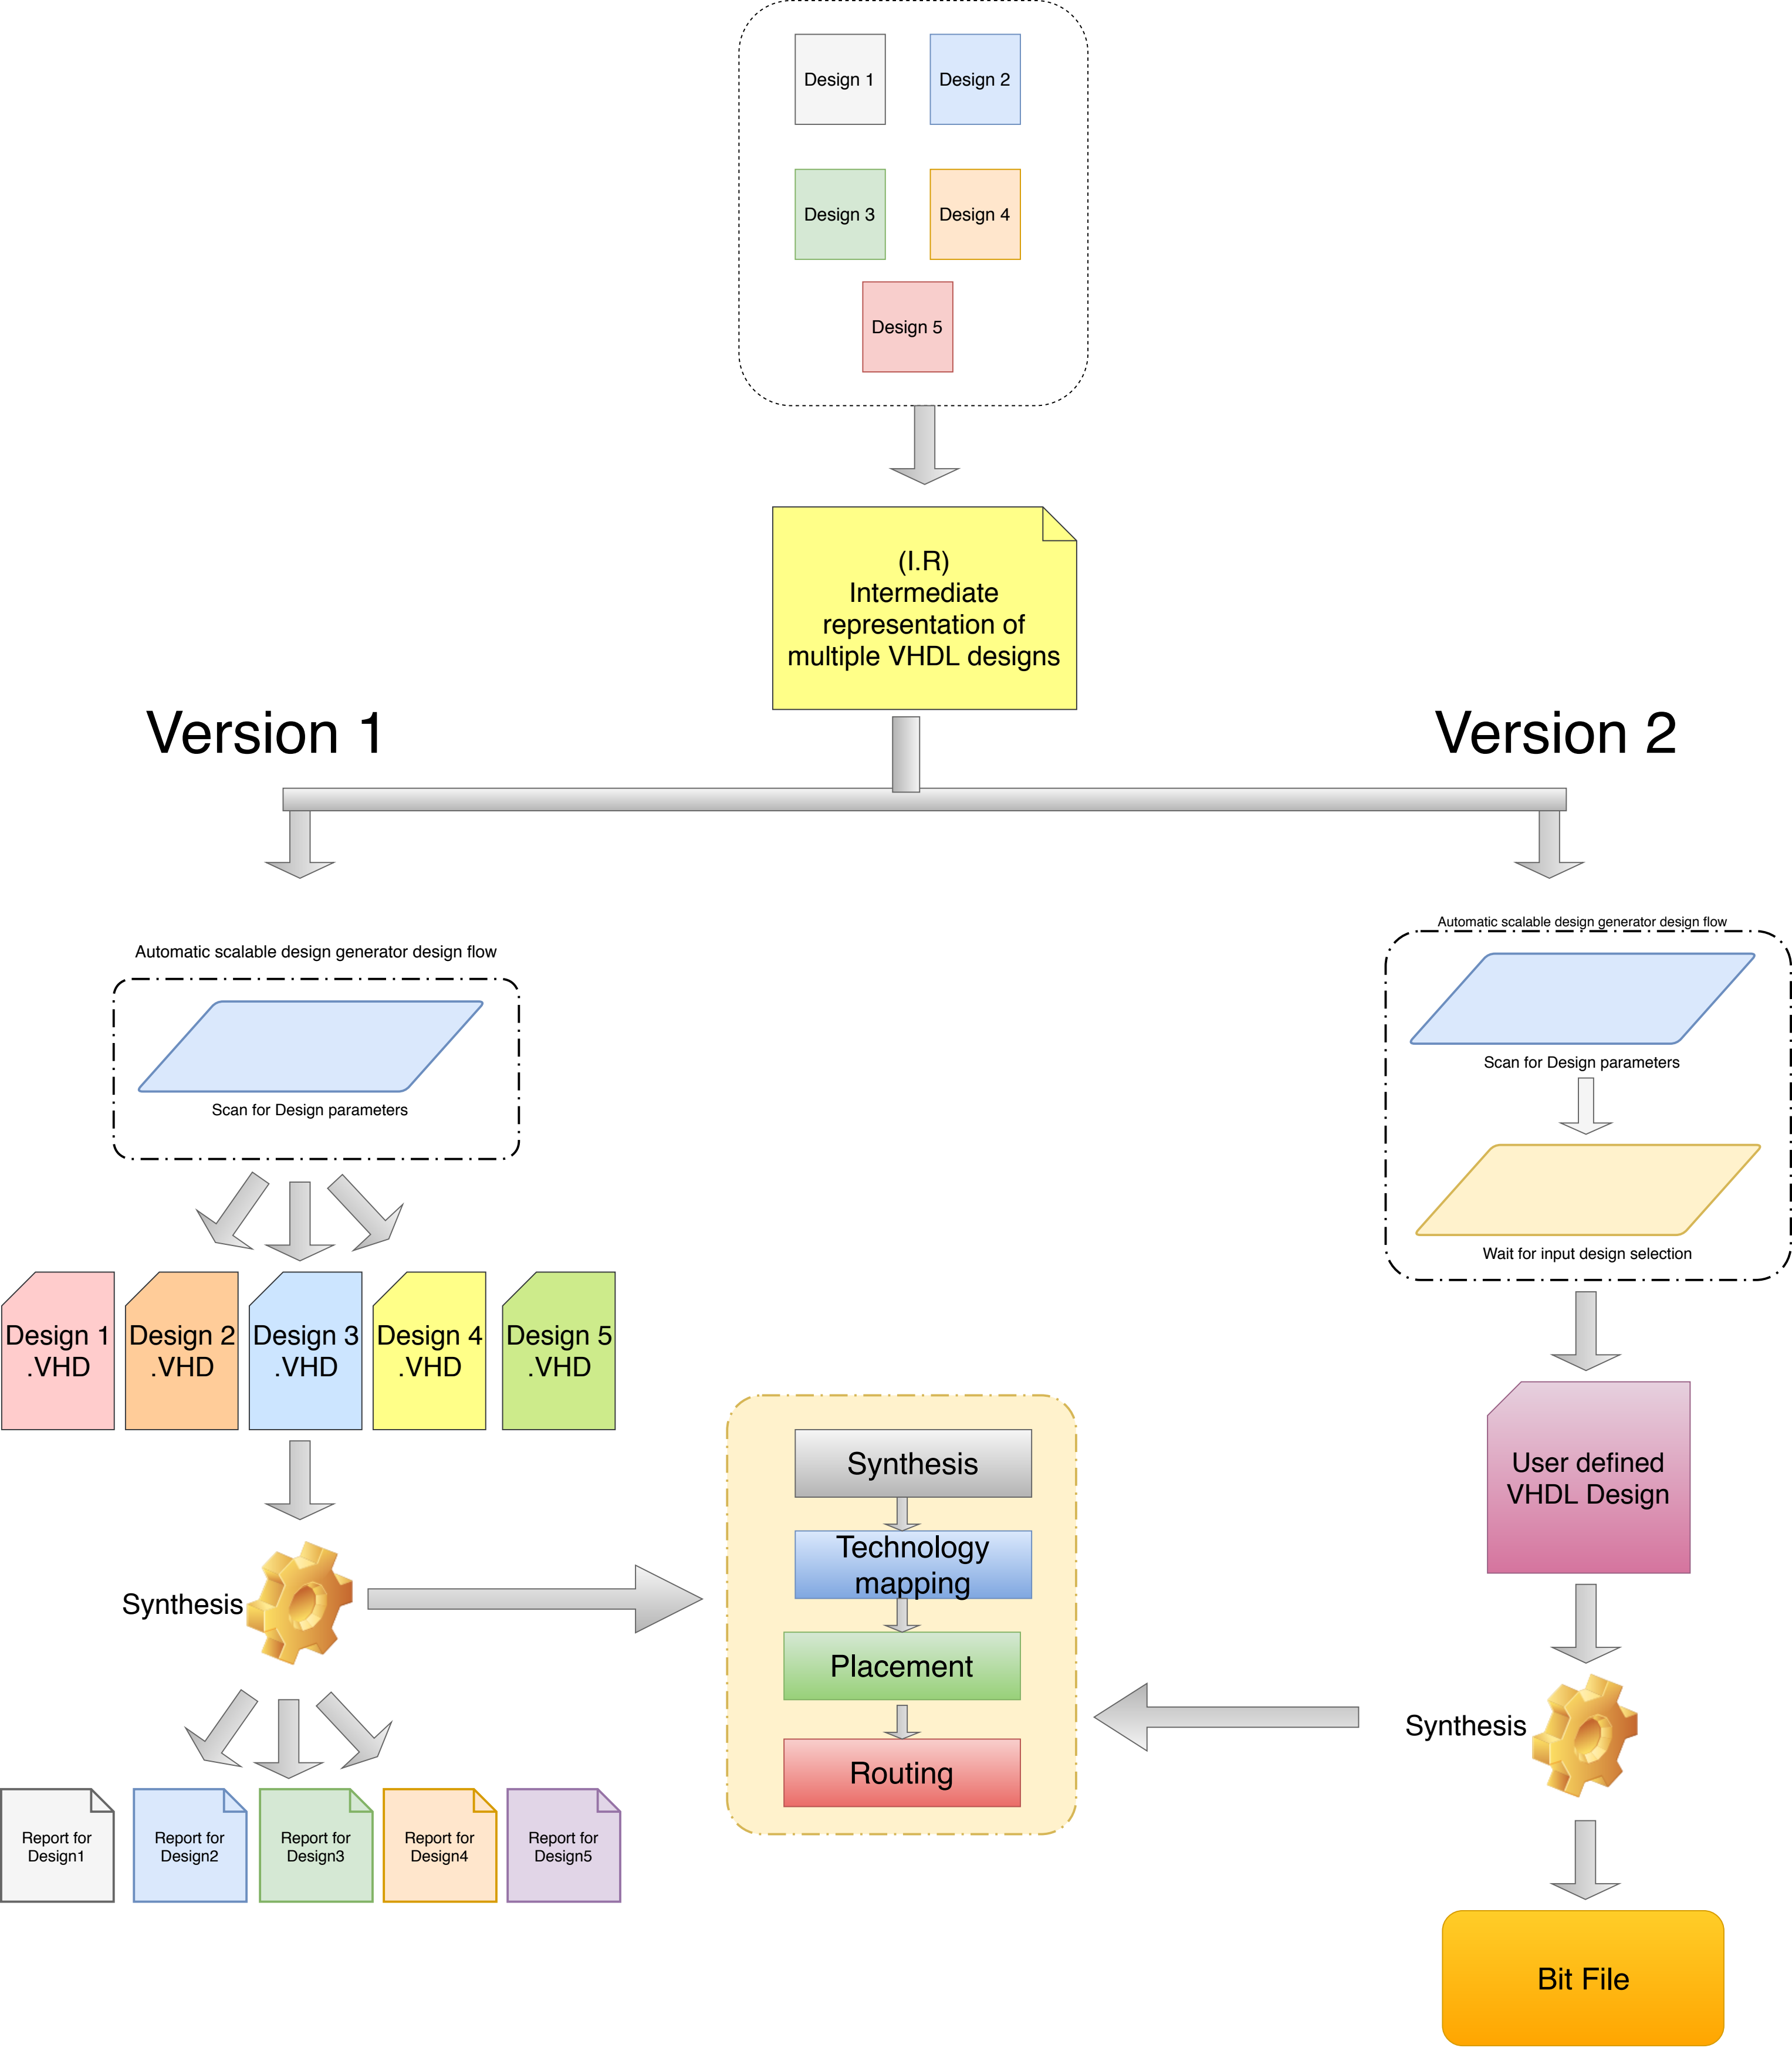 Design 1
Design 2
Design 3
Design 4
Design 5
(I.R)
Intermediate
representation of
multiple VHDL designs
Version 1
Version 2
Automatic scalable design generator design flow
Scan for Design parameters
Automatic scalable design generator design flow
Scan for Design parameters
Wait for input design selection
Design 1
.VHD
Design 2
.VHD
Design 3
.VHD
Design 4
.VHD
Design 5
.VHD
Synthesis
Synthesis
Technology
mapping
Placement
Routing
User defined
VHDL Design
Synthesis
Report for
Design1
Report for
Design2
Report for
Design3
Report for
Design4
Report for
Design5
Bit File